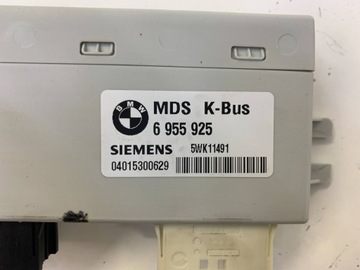 BMW
MDS K-Bus
6 955 925
SIEMENS 5WK11491
04015300629